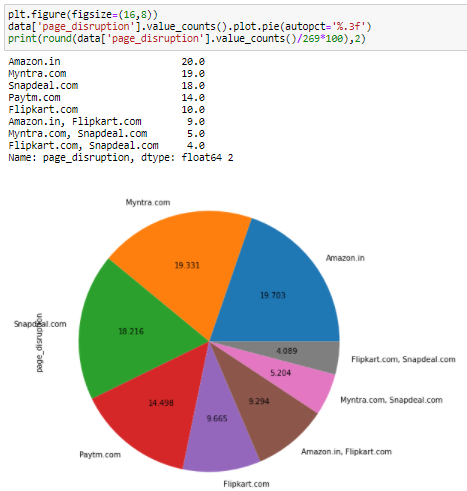 plt.figure(figsize=(16,8))
data['page_disruption'].value_counts().plot.pie(autopct='%.3f')
print(round(data['page_disruption'].value_counts()/269*100),2)
Amazon.in 20.0
Myntra.com 19.0
Snapdeal.com 18.0
Paytm.com 14.0
Flipkart.com 10.0
Amazon.in, Flipkart.com 9.0
Myntra.com, Snapdeal.com 5.0
Flipkart.com, Snapdeal.com 4.0
Name: page_disruption, dtype: float64 2
Myntra.com
Amazon.in
19.331
19.703
Snapdeal.com
18.216
page_disruption
4.089
Flipkart.com, Snapdeal.com
5.204
Myntra.com, Snapdeal.com
14.498
9.294
9.665
Amazon.in, Flipkart.com
Paytm.com
Flipkart.com